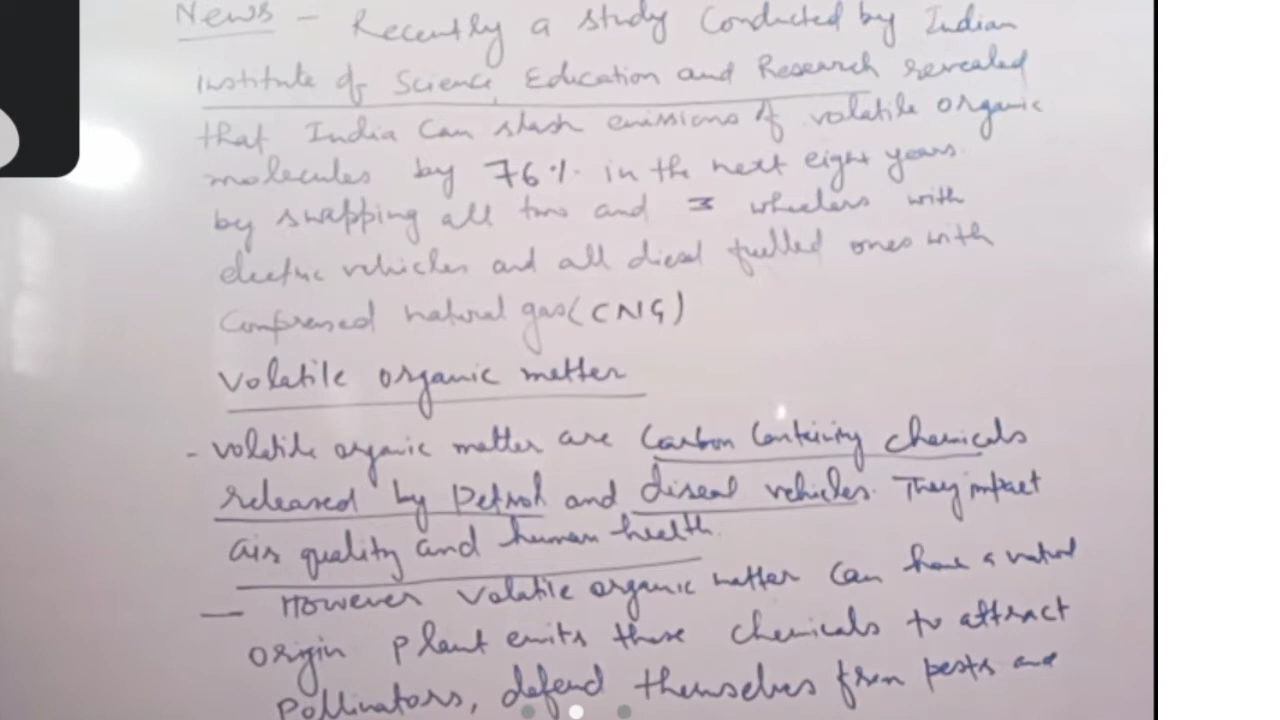 News - Recently a study Conducted by Indian
institute of Science, Education and Research revealed
that India Can slash emissions of volatile organic
molecules by 76% in the next eight years
by swapping all two and 3 wheelers with
electric vehicles and all diesel fuelled ones with
Compressed natural gas (CNG)
Volatile organic matter
- volatile organic matter are Carbon Containing chemicals
released by Petrol and diseal vehicles. They impact
air quality and human health.
- However volatile organic matter can have a natural
origin plant emits these chemicals to attract
pollinators, defend themselves from pests and